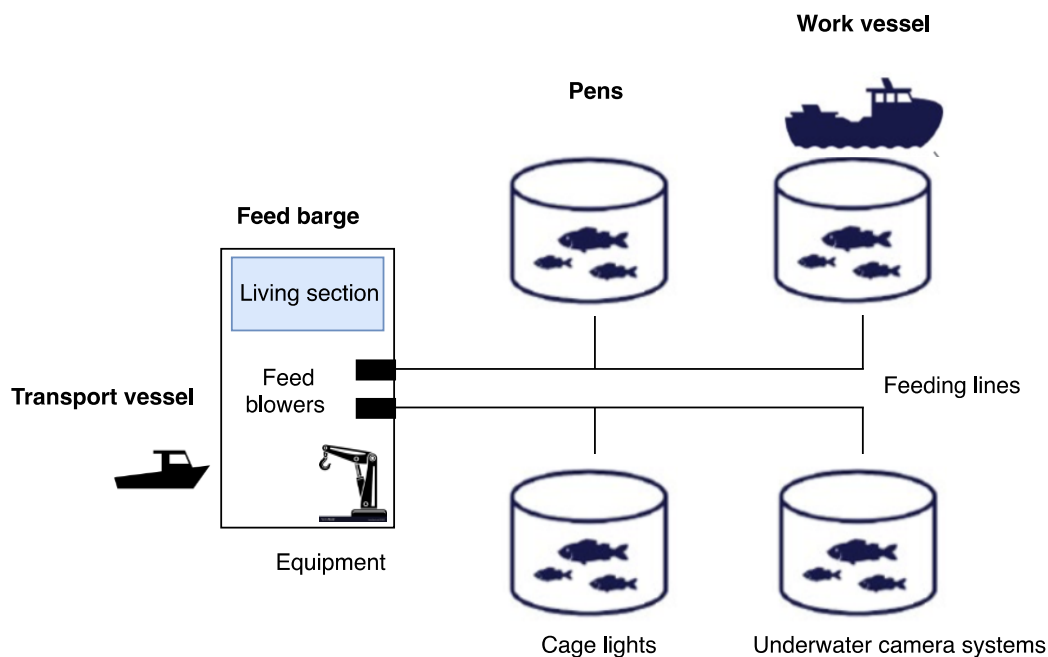 Work vessel
Pens
Feed barge
Living section
Feed
blowers
Feeding lines
Transport vessel
Equipment
Cage lights
Underwater camera systems